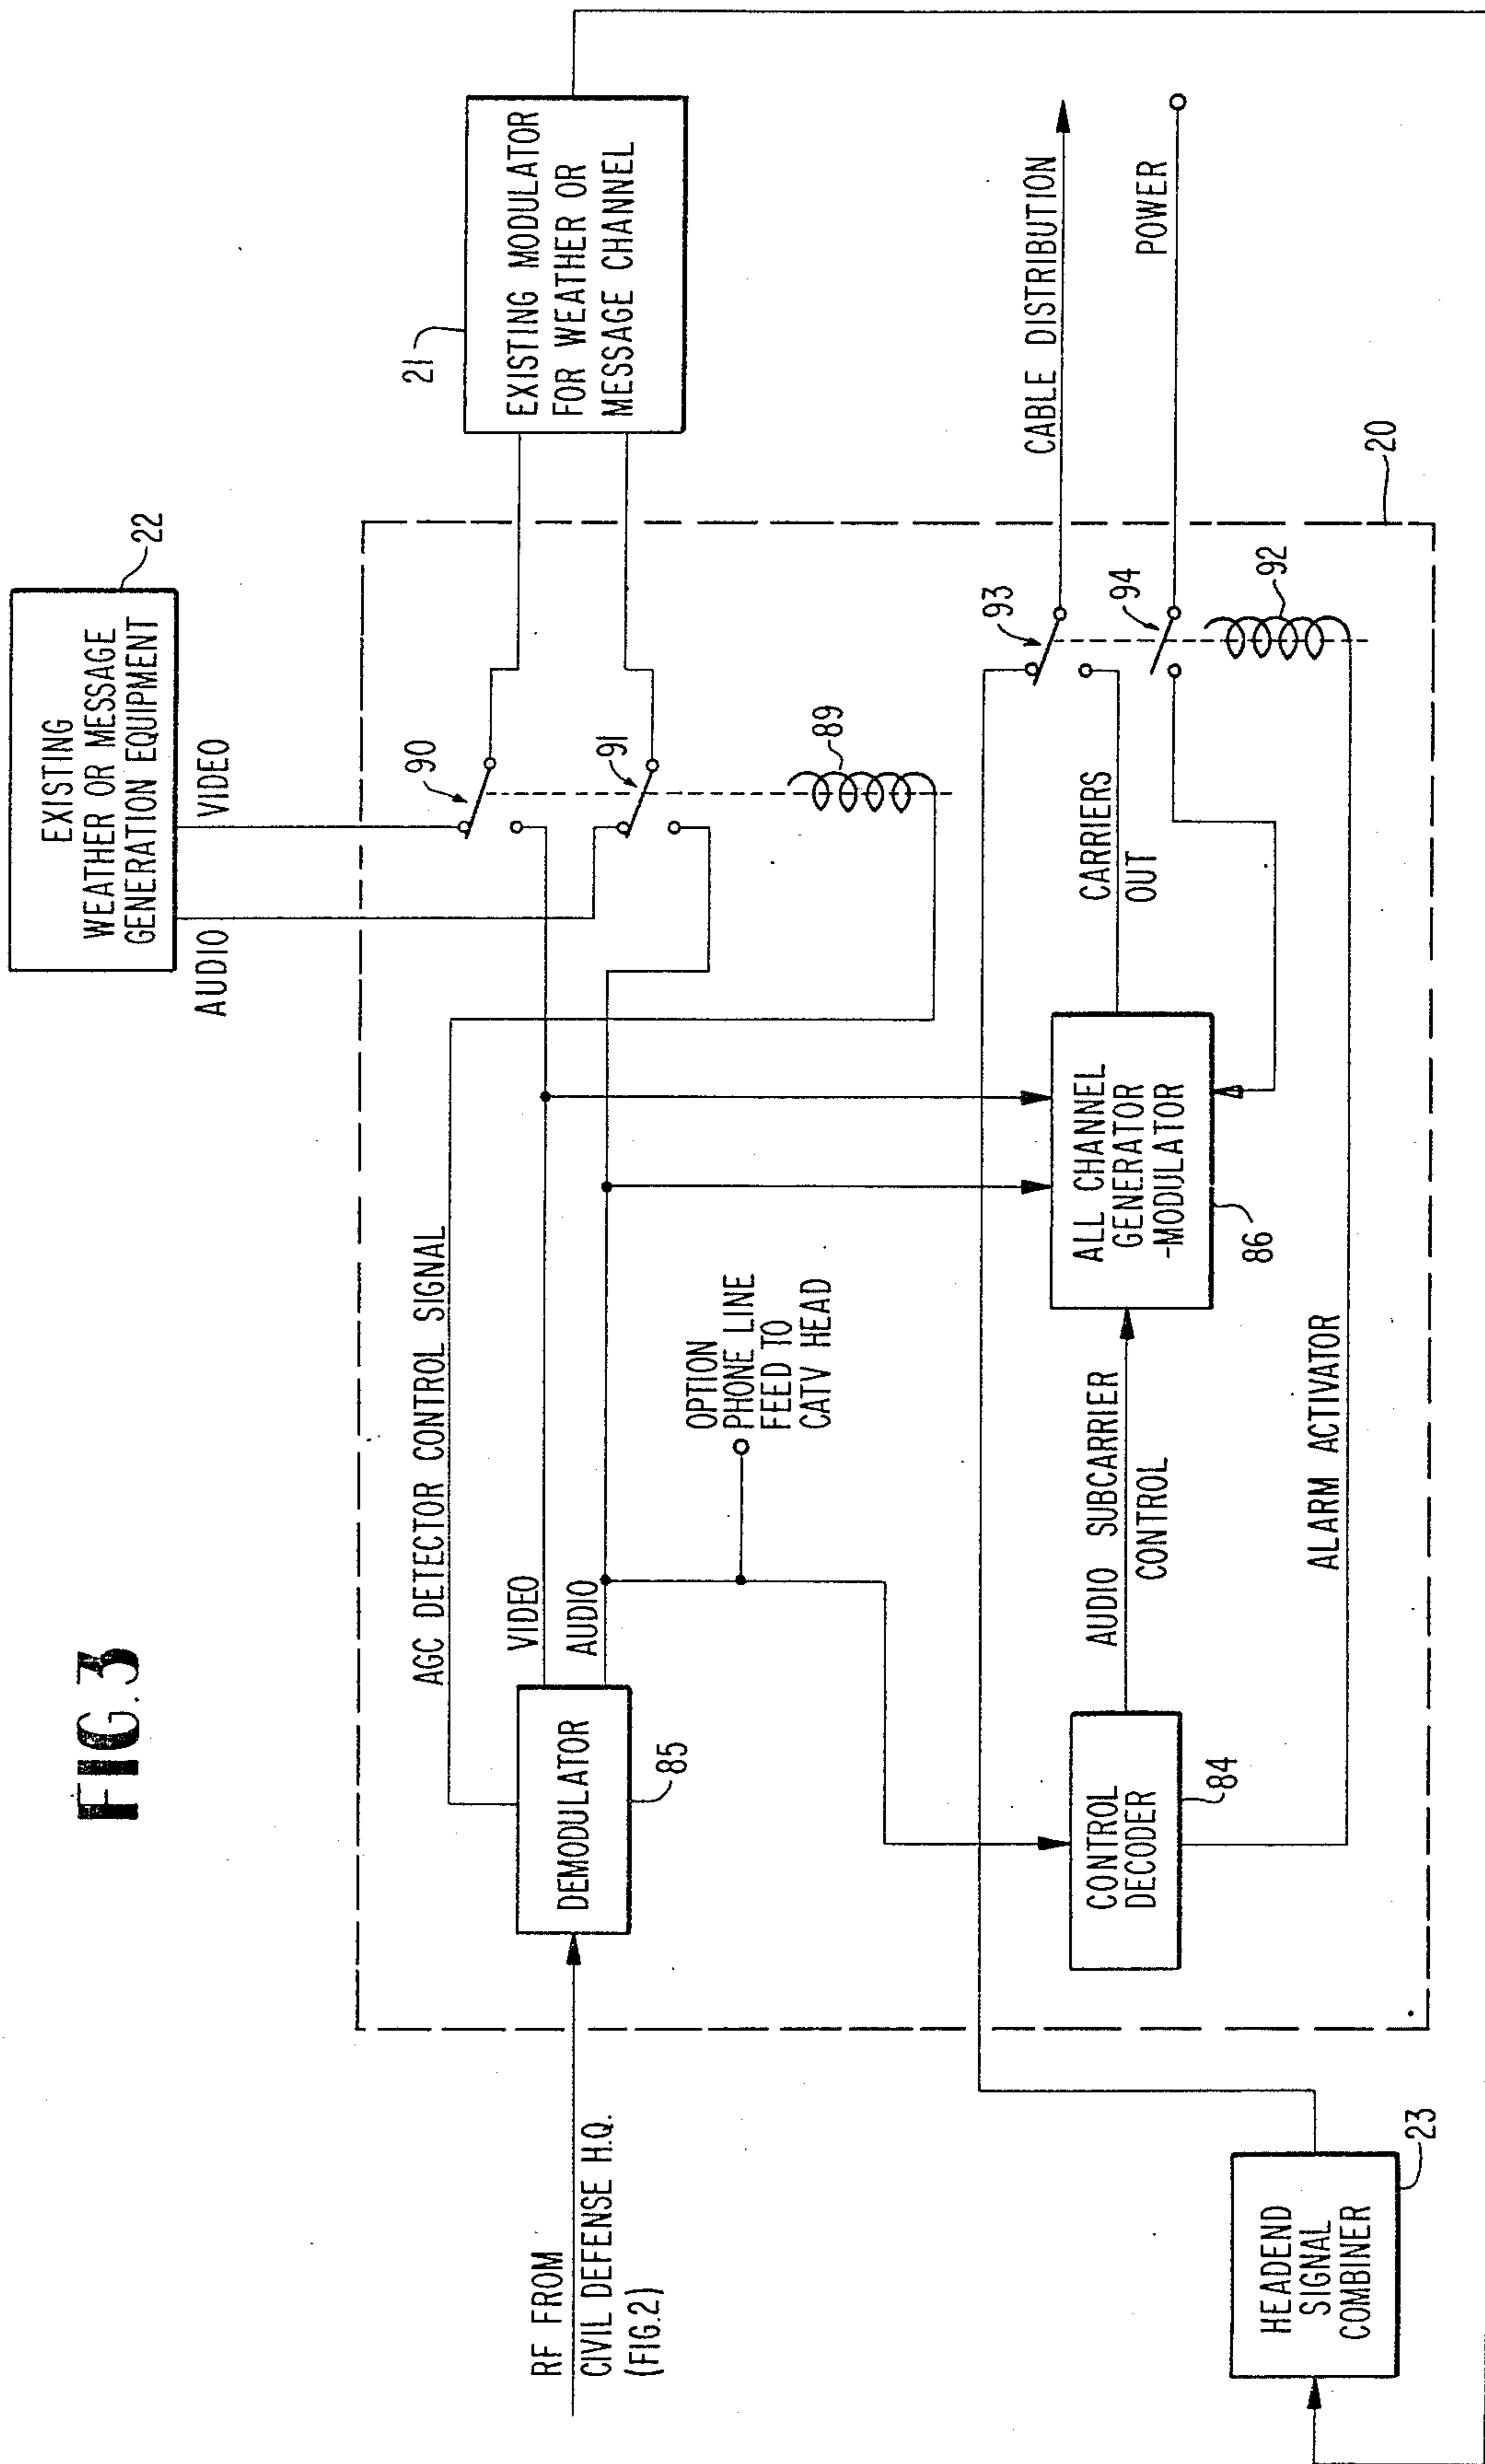 FIG. 3
EXISTING
WEATHER OR MESSAGE
GENERATION EQUIPMENT
22
AUDIO
VIDEO
21
EXISTING MODULATOR
FOR WEATHER OR
MESSAGE CHANNEL
AGC DETECTOR CONTROL SIGNAL
90
91
89
RF FROM
CIVIL DEFENSE H.Q.
(FIG.2)
DEMODULATOR
85
VIDEO
AUDIO
OPTION
PHONE LINE
FEED TO
CATV HEAD
CONTROL
DECODER
84
AUDIO SUBCARRIER
CONTROL
ALL CHANNEL
GENERATOR
-MODULATOR
86
CARRIERS
OUT
93
94
92
CABLE DISTRIBUTION
POWER
20
ALARM ACTIVATOR
HEADEND
SIGNAL
COMBINER
23